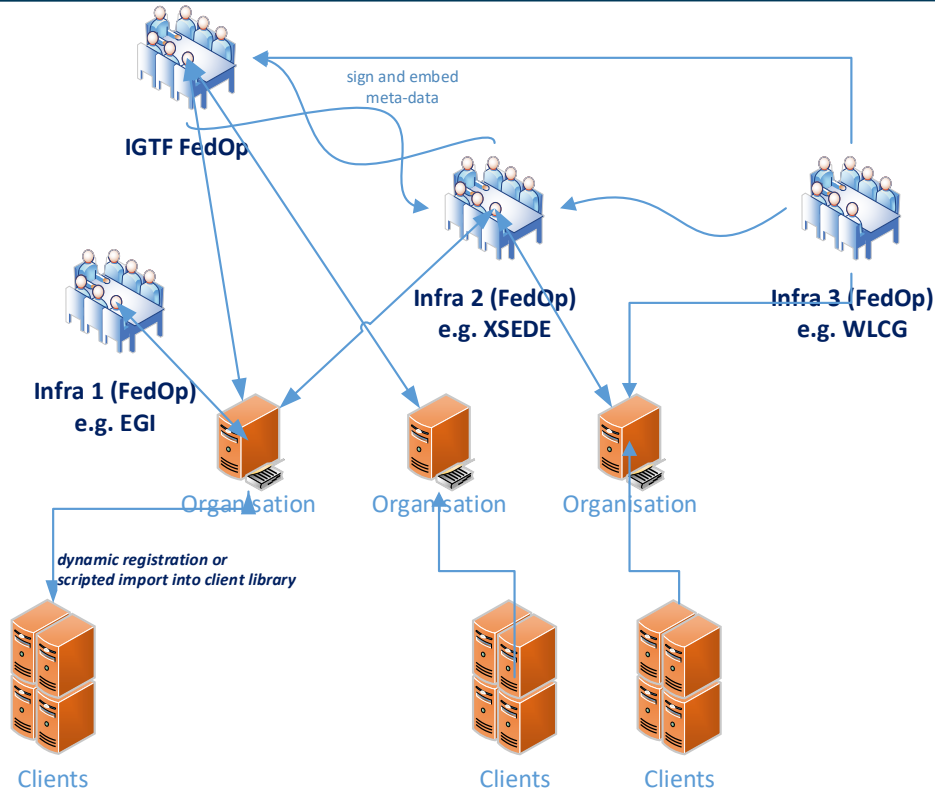 sign and embed
meta-data
IGTF FedOp
Infra 2 (FedOp)
e.g. XSEDE
Infra 3 (FedOp)
e.g. WLCG
Infra 1 (FedOp)
e.g. EGI
Organisation
Organisation
Organisation
dynamic registration or
scripted import into client library
Clients
Clients
Clients